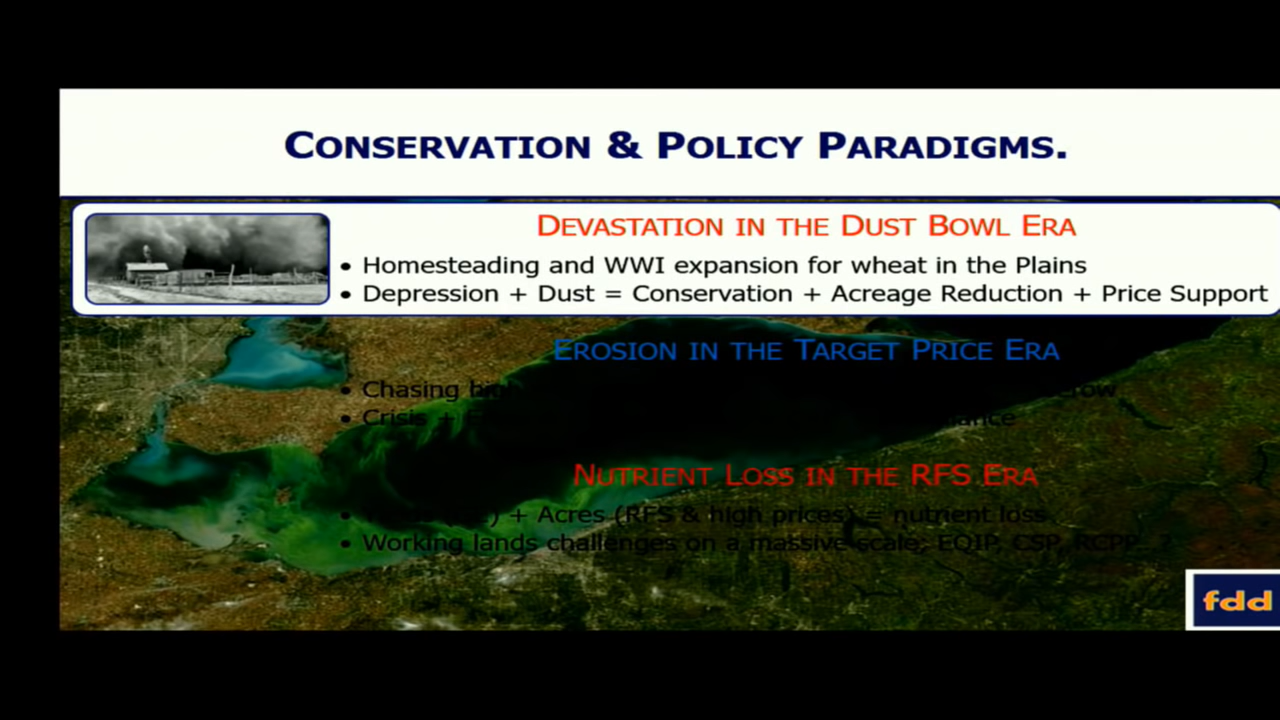 CONSERVATION & POLICY PARADIGMS.
DEVASTATION IN THE DUST BOWL ERA
• Homesteading and WWI expansion for wheat in the Plains
• Depression + Dust = Conservation + Acreage Reduction + Price Support
EROSION IN THE TARGET PRICE ERA
• Chasing
• Crisis +
NUTRIENT LOSS IN THE RFS ERA
• + Acres (RFS & high prices) = nutrient loss
• Working lands challenges on a massive scale; EQIP, CSP, RCPP
fdd